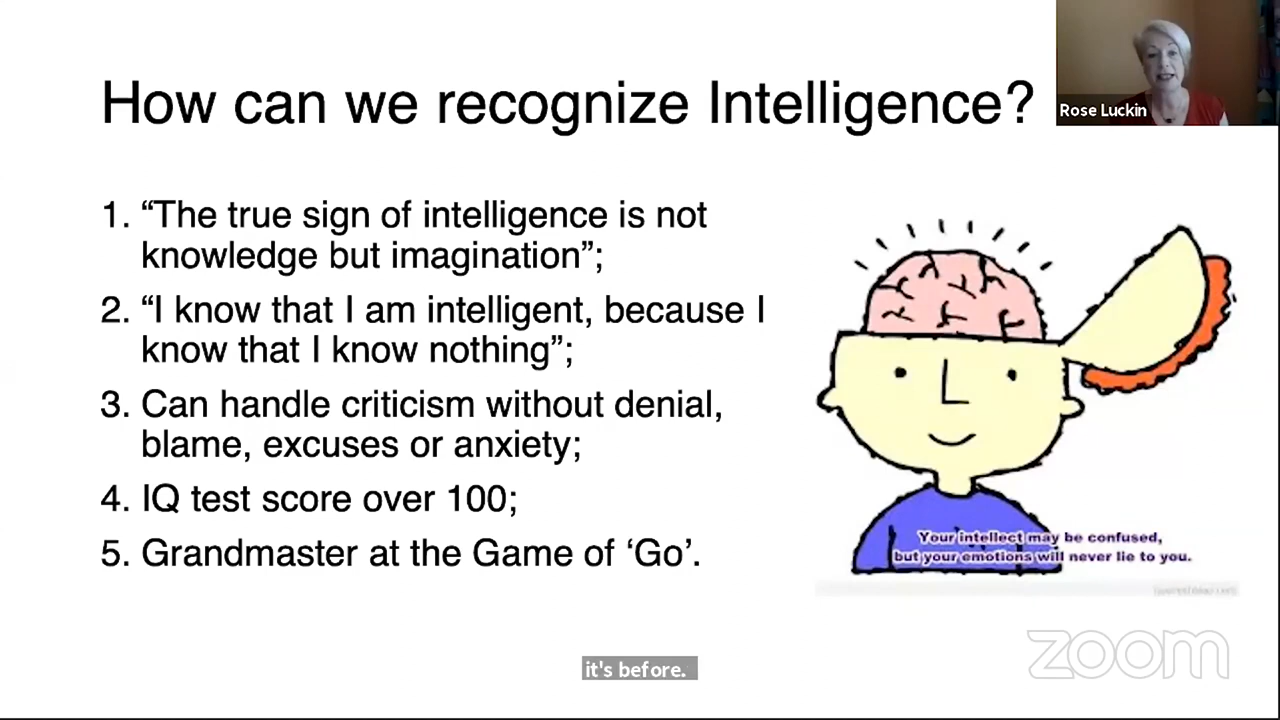 How can we recognize Intelligence?
Rose Luckin
1. “The true sign of intelligence is not
knowledge but imagination”;
2. “I know that I am intelligent, because I
know that I know nothing”;
3. Can handle criticism without denial,
blame, excuses or anxiety;
4. IQ test score over 100;
5. Grandmaster at the Game of ‘Go’.
Your intellect may be confused,
but your emotions will never lie to you.
it's before.
zoom